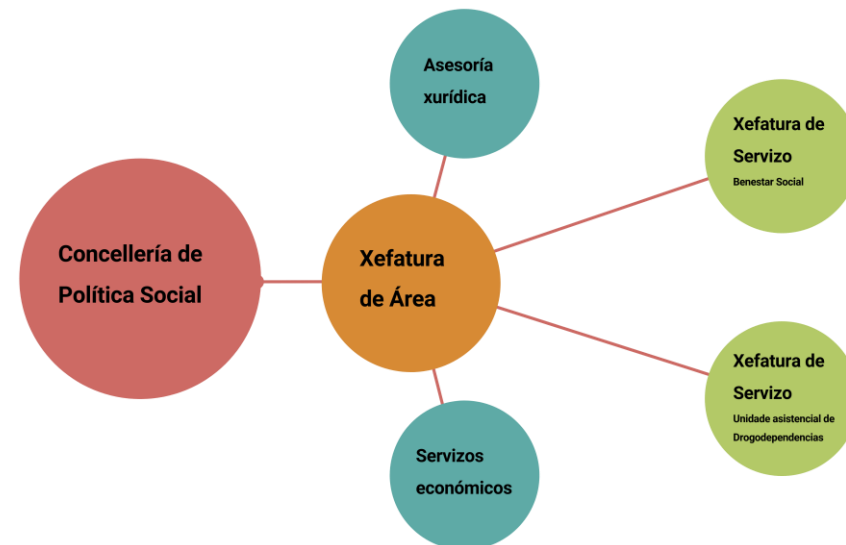 Asesoría
xurídica
Xefatura de
Servizo
Benestar Social
Concellería de
Política Social
Xefatura
de Área
Xefatura de
Servizo
Unidade asistencial de
Drogodependencias
Servizos
económicos